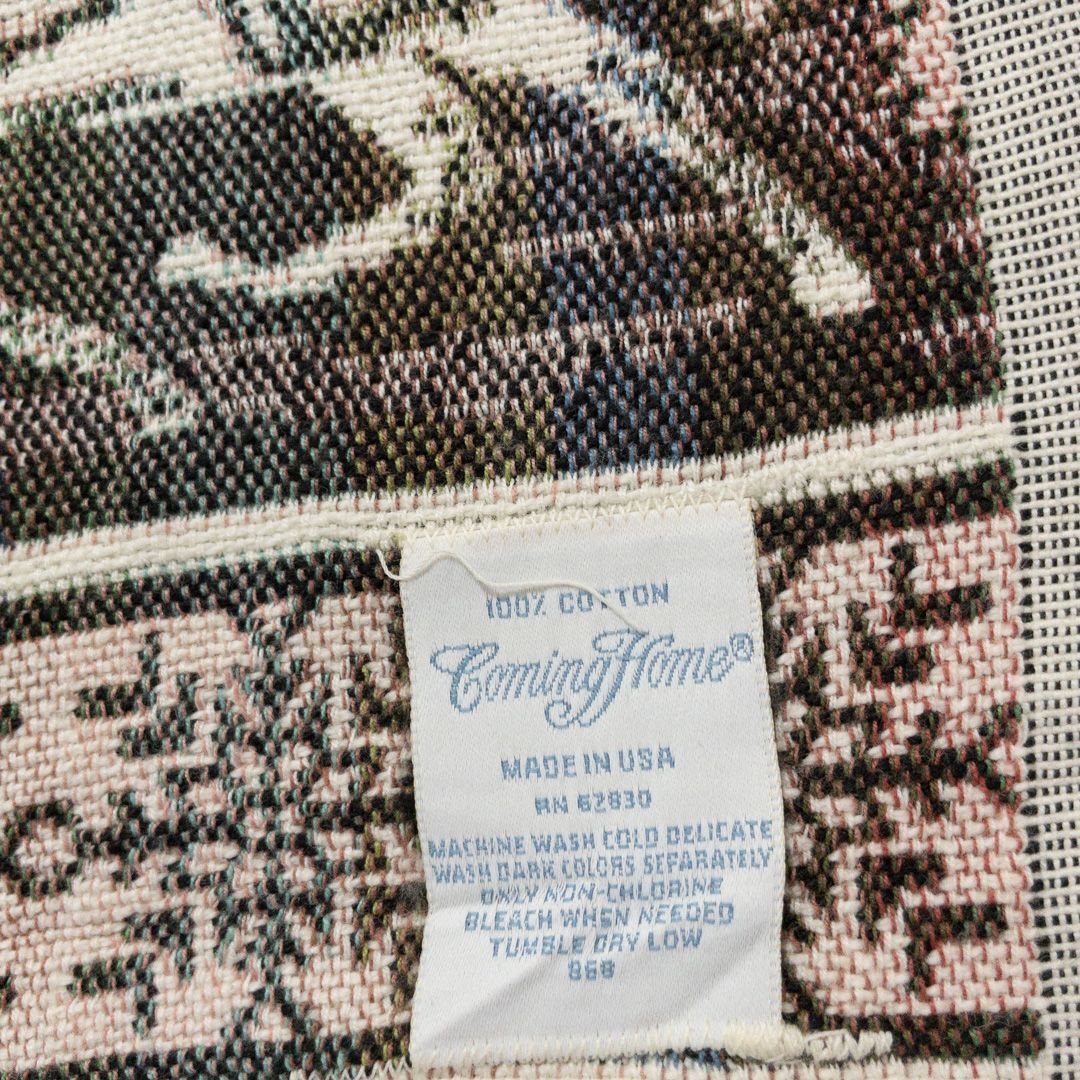 100% COTTON
Coming Home®
MADE IN USA
RN 62830
MACHINE WASH COLD DELICATE
WASH DARK COLORS SEPARATELY
ONLY NON-CHLORINE
BLEACH WHEN NEEDED
TUMBLE DRY LOW
868